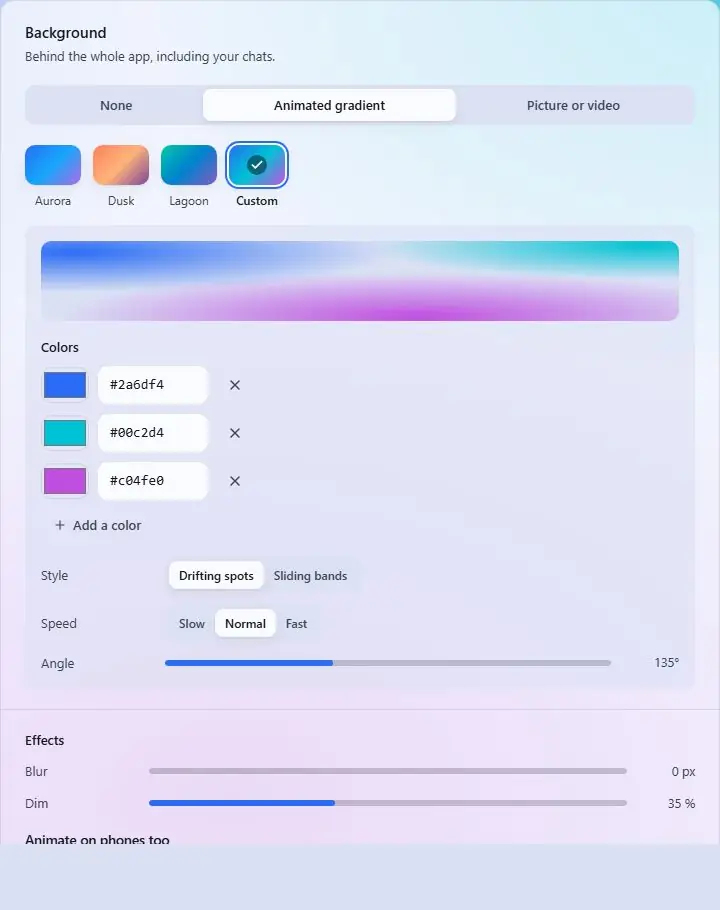 Background
Behind the whole app, including your chats.
None Animated gradient Picture or video
Aurora Dusk Lagoon Custom
Colors
#2a6df4
#00c2d4
#c04fe0
+ Add a color
Style Drifting spots Sliding bands
Speed Slow Normal Fast
Angle 135°
Effects
Blur 0 px
Dim 35 %
Animate on phones too